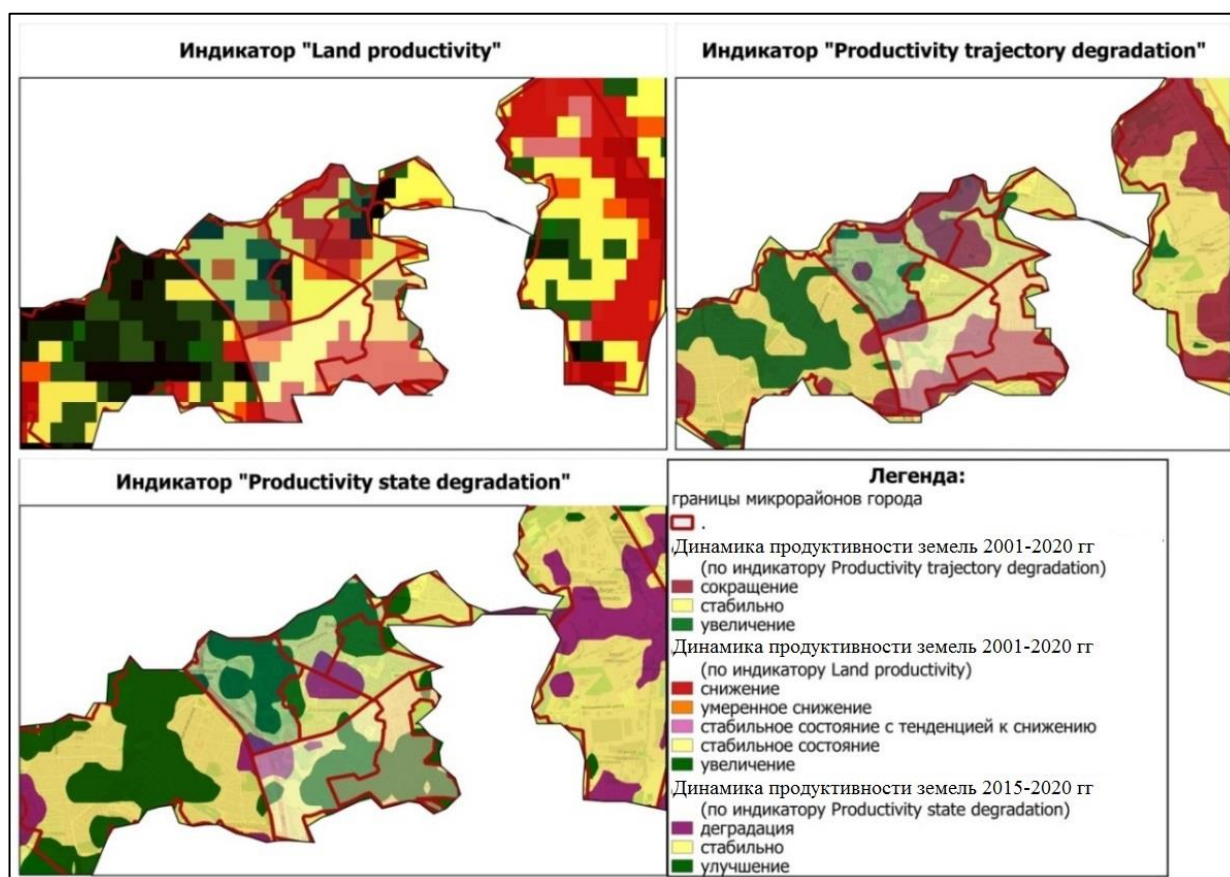 Индикатор "Land productivity"
Индикатор "Productivity trajectory degradation"
Индикатор "Productivity state degradation"
Легенда:
границы микрорайонов города
.
Динамика продуктивности земель 2001-2020 гг
(по индикатору Productivity trajectory degradation)
сокращение
стабильно
увеличение
Динамика продуктивности земель 2001-2020 гг
(по индикатору Land productivity)
снижение
умеренное снижение
стабильное состояние с тенденцией к снижению
стабильное состояние
увеличение
Динамика продуктивности земель 2015-2020 гг
(по индикатору Productivity state degradation)
деградация
стабильно
улучшение